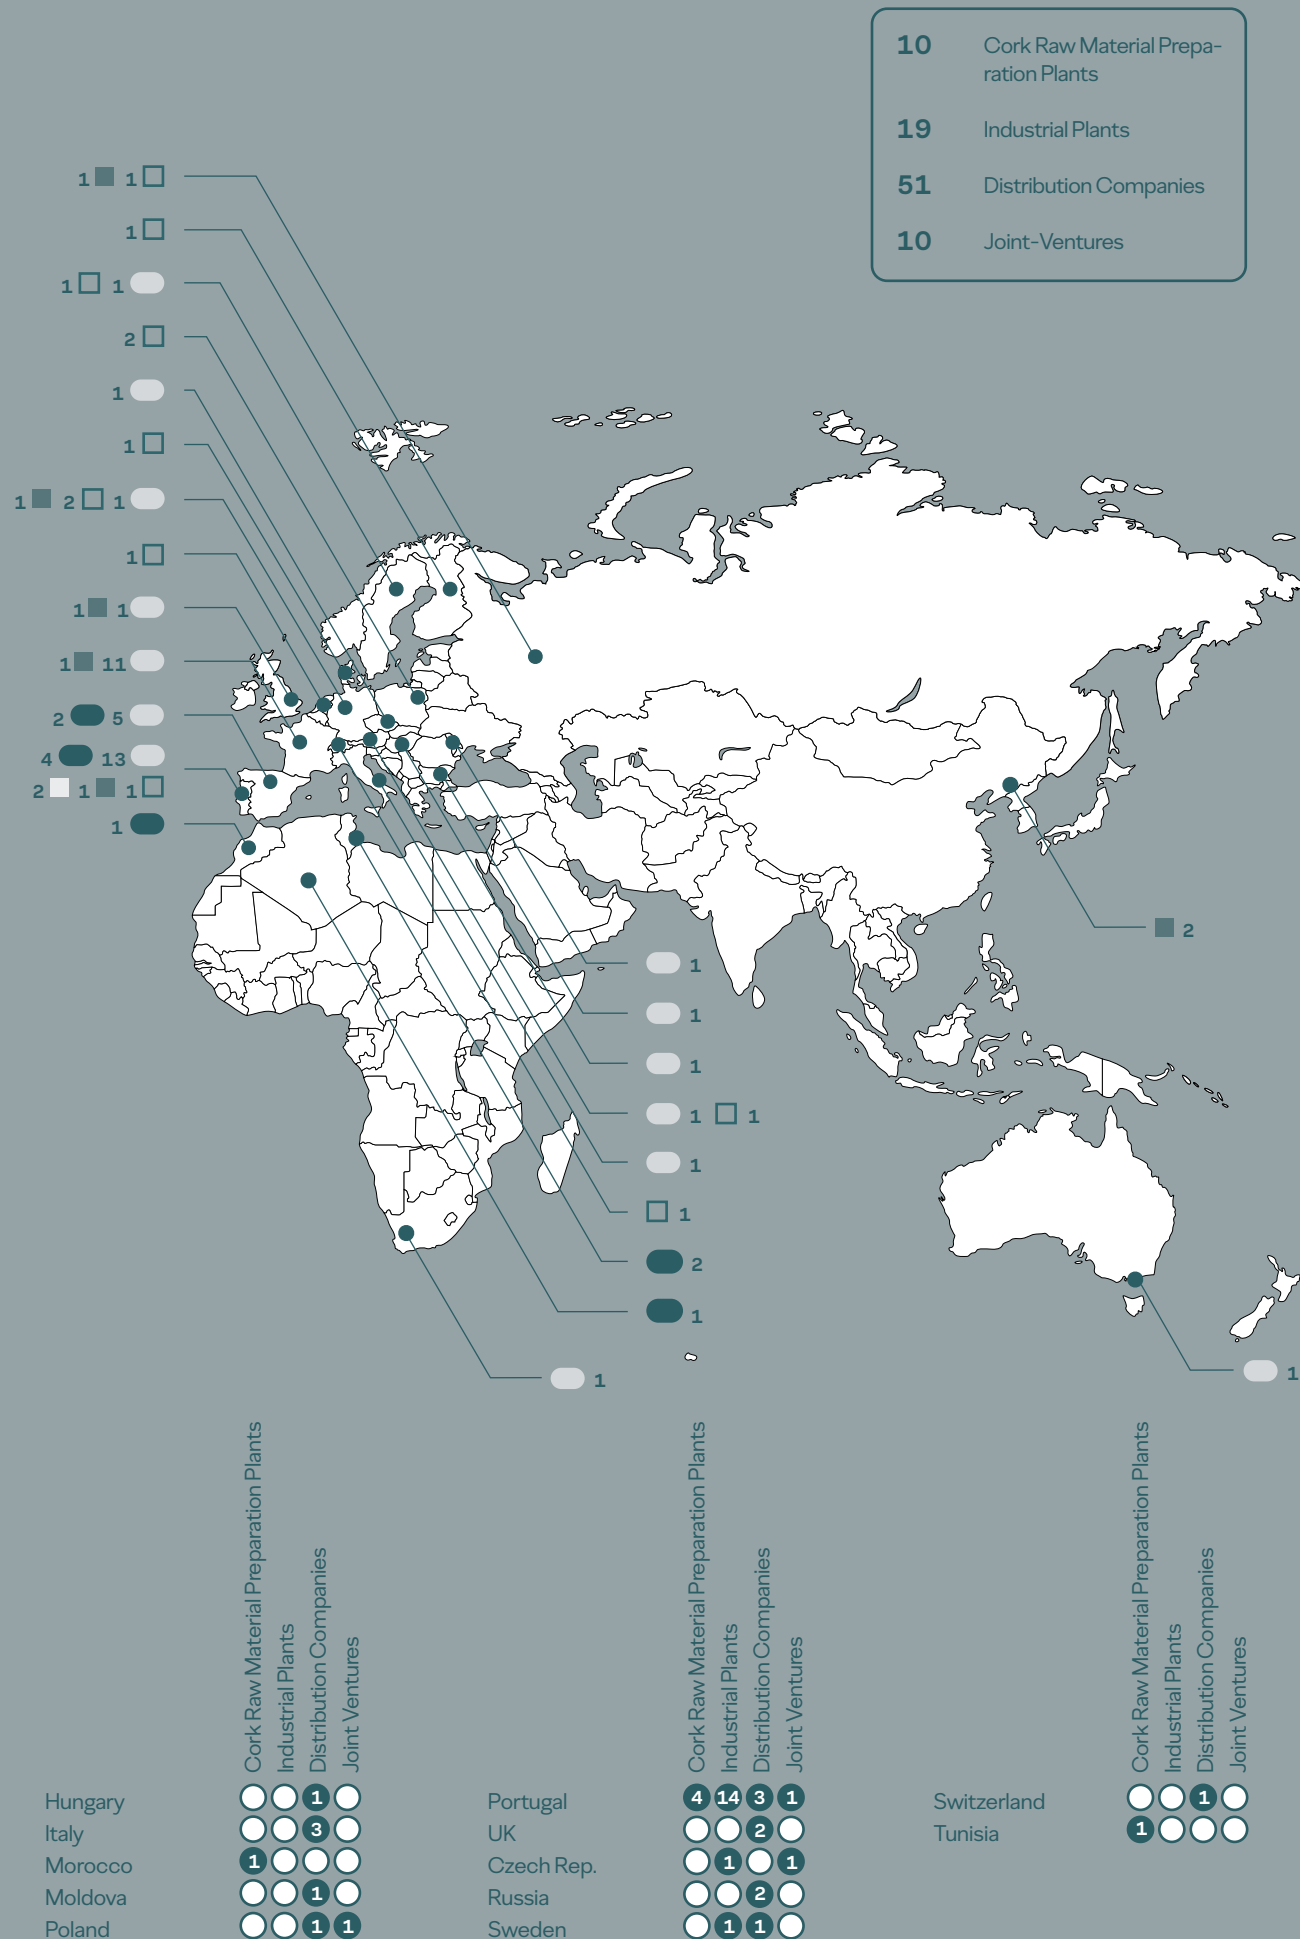 10 Cork Raw Material Prepa-
ration Plants
19 Industrial Plants
51 Distribution Companies
10 Joint-Ventures
1 1
1
1 1
2
1
1
1 2 1
1
1 1
1 11
2 5
4 13
2 1 1
1
2
1
1
1
1 1
1
1
2
1
1
1
Cork Raw Material Preparation Plants
Industrial Plants
Distribution Companies
Joint Ventures
Hungary 1
Italy 3
Morocco 1
Moldova 1
Poland 1 1
Cork Raw Material Preparation Plants
Industrial Plants
Distribution Companies
Joint Ventures
Portugal 4 14 3 1
UK 2
Czech Rep. 1 1
Russia 2
Sweden 1 1
Cork Raw Material Preparation Plants
Industrial Plants
Distribution Companies
Joint Ventures
Switzerland 1
Tunisia 1